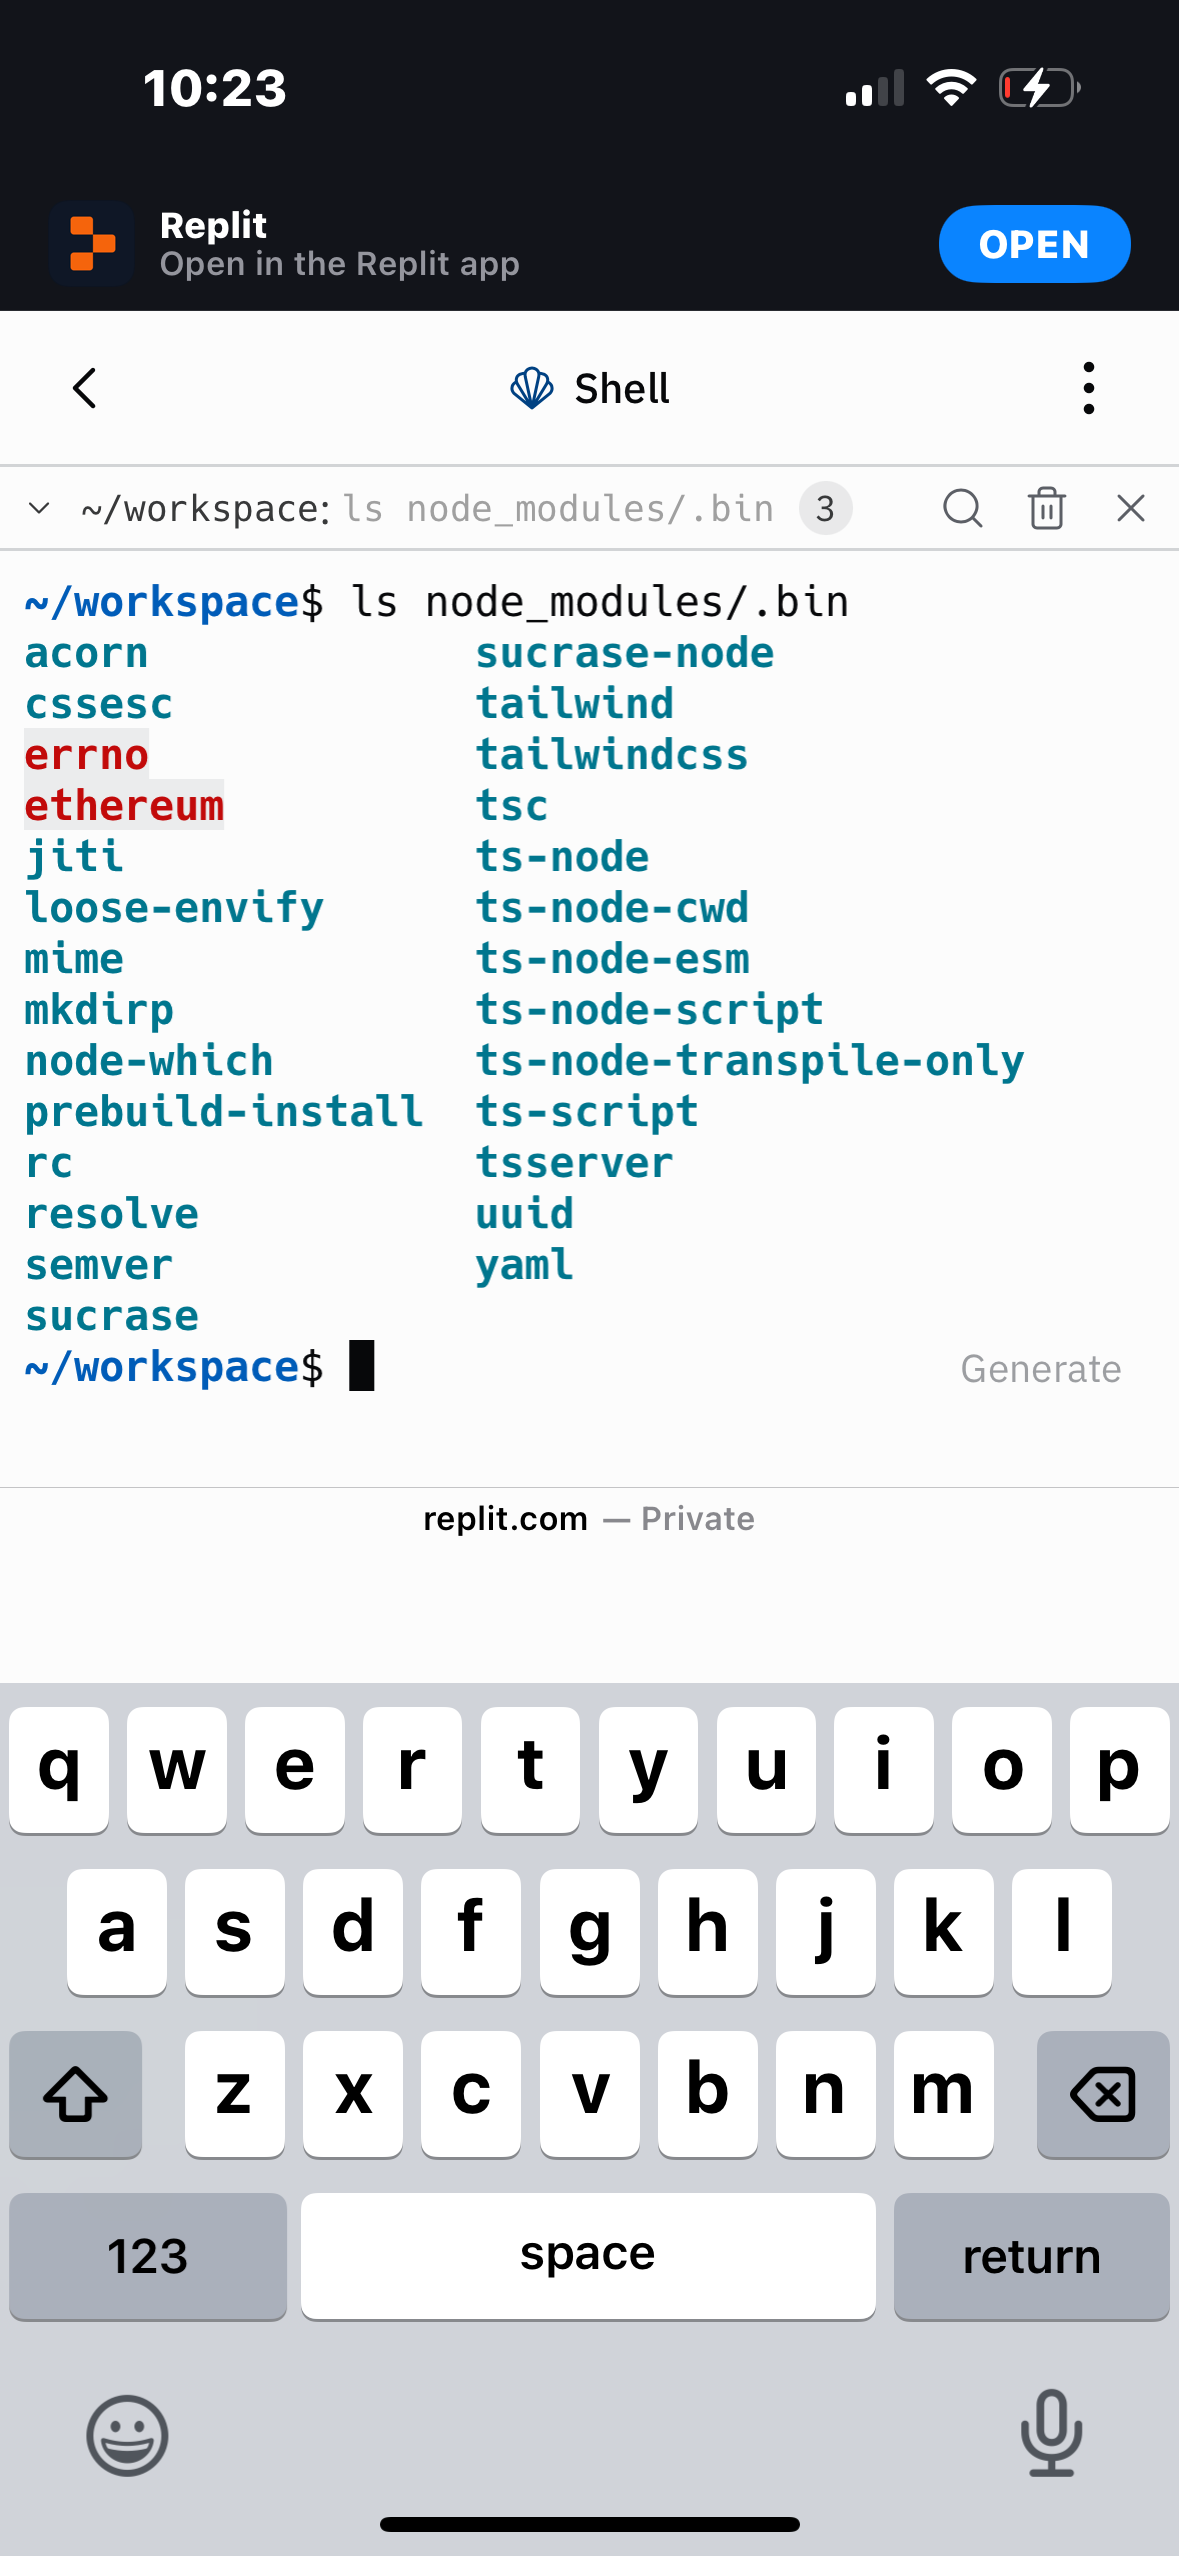 10:23
Replit
Open in the Replit app
OPEN
Shell
~/workspace: ls node_modules/.bin 3
~/workspace$ ls node_modules/.bin
acorn sucrase-node
cssesc tailwind
errno tailwindcss
ethereum tsc
jiti ts-node
loose-envify ts-node-cwd
mime ts-node-esm
mkdirp ts-node-script
node-which ts-node-transpile-only
prebuild-install ts-script
rc tsserver
resolve uuid
semver yaml
sucrase
~/workspace$ Generate
replit.com — Private
q w e r t y u i o p
a s d f g h j k l
z x c v b n m
123 space return